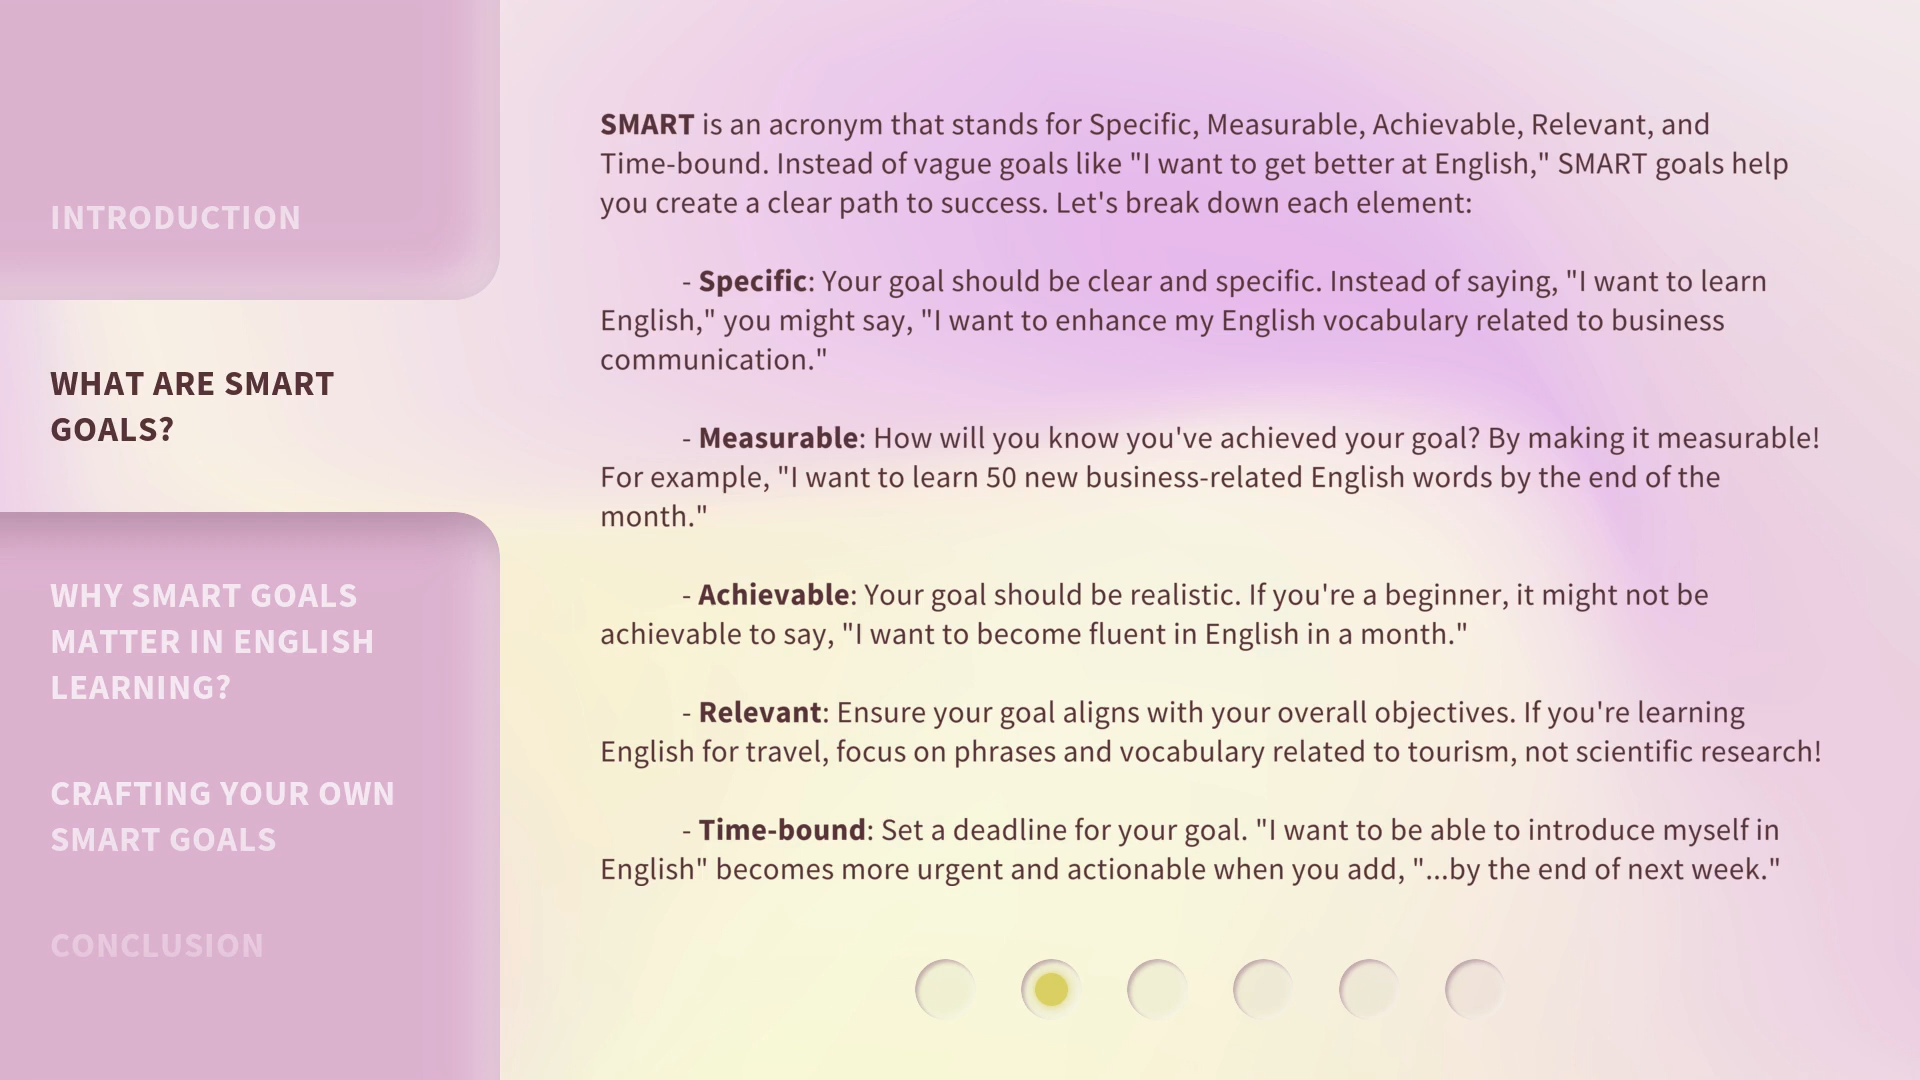 INTRODUCTION
WHAT ARE SMART
GOALS?
WHY SMART GOALS
MATTER IN ENGLISH
LEARNING?
CRAFTING YOUR OWN
SMART GOALS
CONCLUSION
SMART is an acronym that stands for Specific, Measurable, Achievable, Relevant, and
Time-bound. Instead of vague goals like "I want to get better at English," SMART goals help
you create a clear path to success. Let's break down each element:
- Specific: Your goal should be clear and specific. Instead of saying, "I want to learn
English," you might say, "I want to enhance my English vocabulary related to business
communication."
- Measurable: How will you know you've achieved your goal? By making it measurable!
For example, "I want to learn 50 new business-related English words by the end of the
month."
- Achievable: Your goal should be realistic. If you're a beginner, it might not be
achievable to say, "I want to become fluent in English in a month."
- Relevant: Ensure your goal aligns with your overall objectives. If you're learning
English for travel, focus on phrases and vocabulary related to tourism, not scientific research!
- Time-bound: Set a deadline for your goal. "I want to be able to introduce myself in
English" becomes more urgent and actionable when you add, "...by the end of next week."